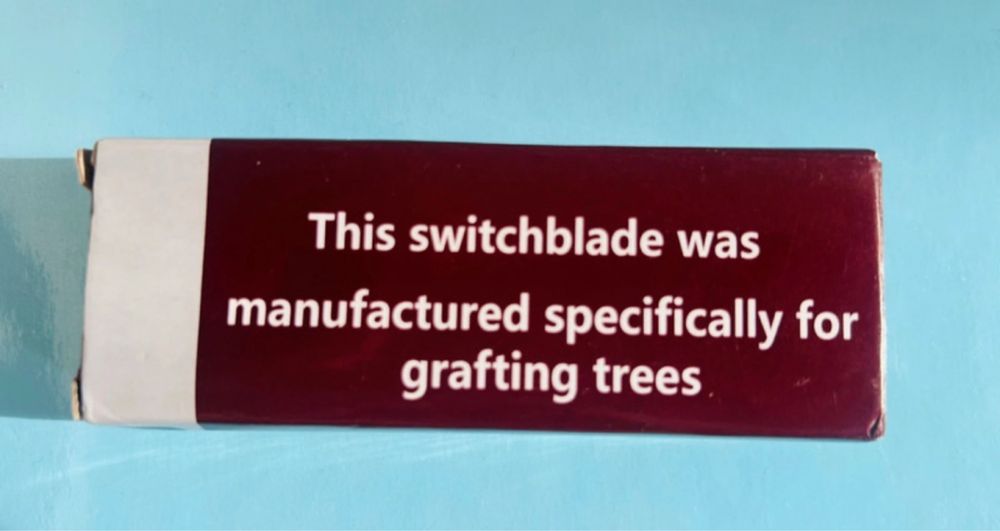 This switchblade was
manufactured specifically for
grafting trees